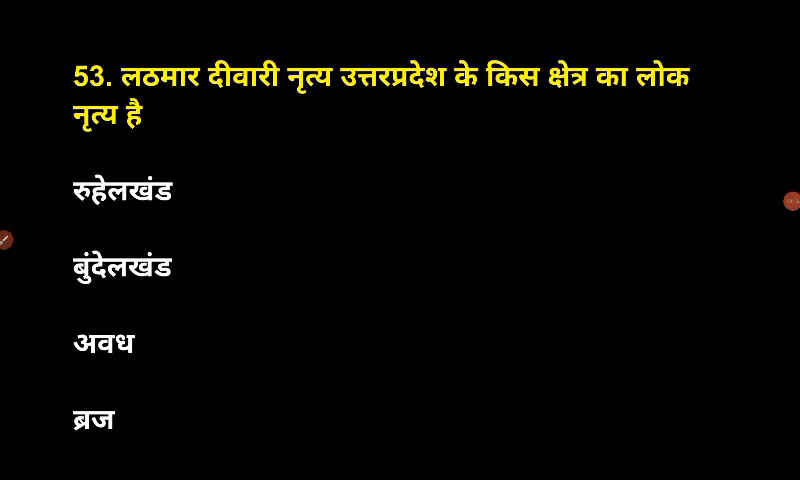 53. लठमार दीवारी नृत्य उत्तरप्रदेश के किस क्षेत्र का लोक
नृत्य है
रुहेलखंड
बुंदेलखंड
अवध
ब्रज